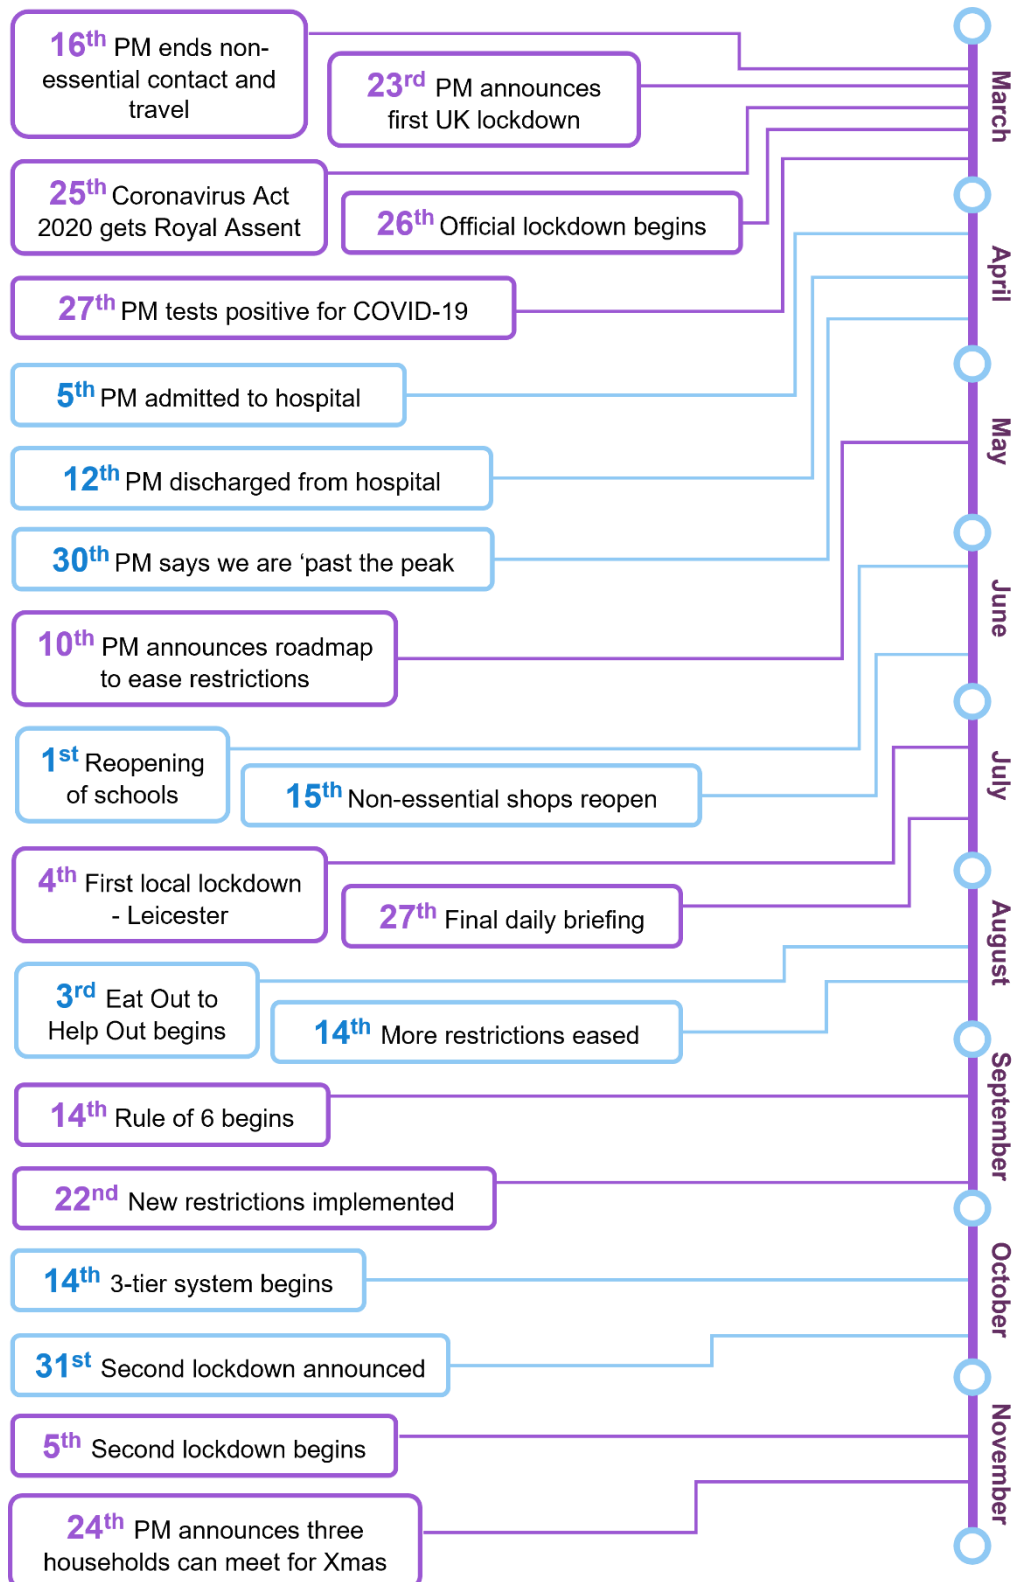 16th PM ends non-
essential contact and
travel
23rd PM announces
first UK lockdown
March
25th Coronavirus Act
2020 gets Royal Assent
26th Official lockdown begins
27th PM tests positive for COVID-19
April
5th PM admitted to hospital
12th PM discharged from hospital
30th PM says we are ‘past the peak
May
10th PM announces roadmap
to ease restrictions
June
1st Reopening
of schools
15th Non-essential shops reopen
July
4th First local lockdown
- Leicester
27th Final daily briefing
August
3rd Eat Out to
Help Out begins
14th More restrictions eased
September
14th Rule of 6 begins
22nd New restrictions implemented
October
14th 3-tier system begins
31st Second lockdown announced
November
5th Second lockdown begins
24th PM announces three
households can meet for Xmas